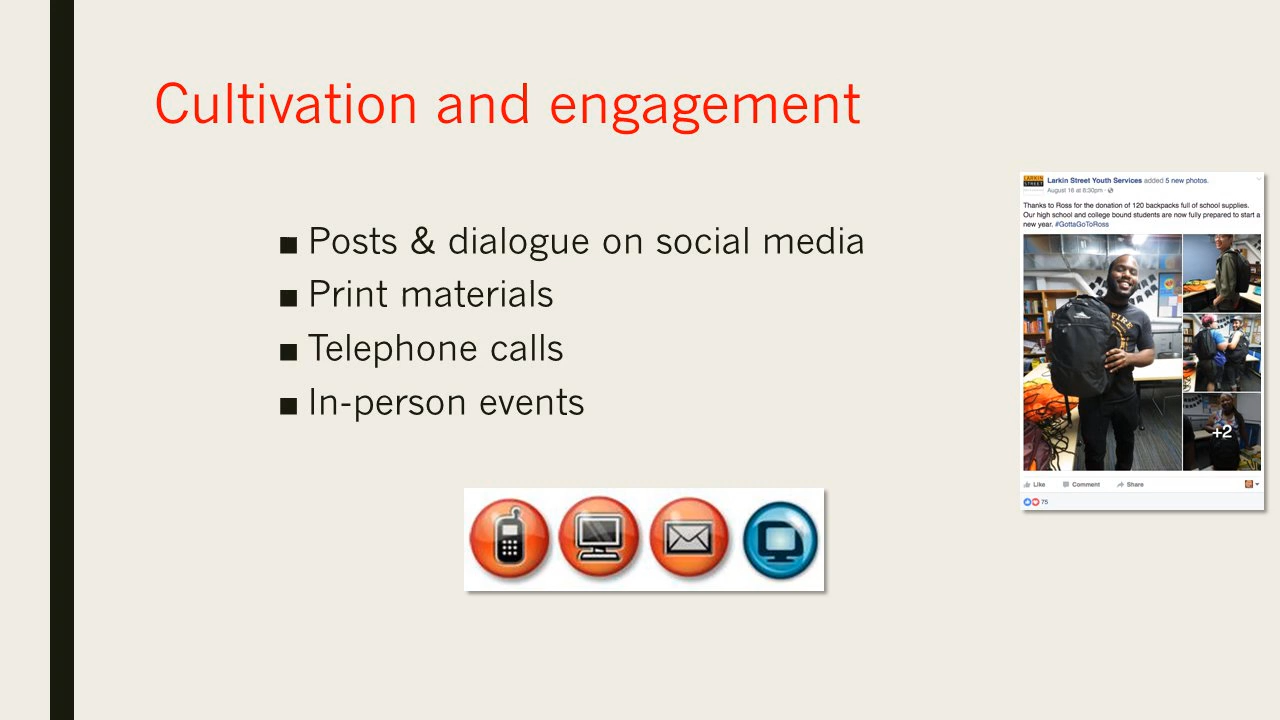 Cultivation and engagement
■ Posts & dialogue on social media
■ Print materials
■ Telephone calls
■ In-person events
LARKIN
STREET
Larkin Street Youth Services added 5 new photos.
August 16 at 6:30pm ·
Thanks to Ross for the donation of 120 backpacks full of school supplies.
Our high school and college bound students are now fully prepared to start a
new year. #GottaGoToRoss
+2
Like Comment Share
75